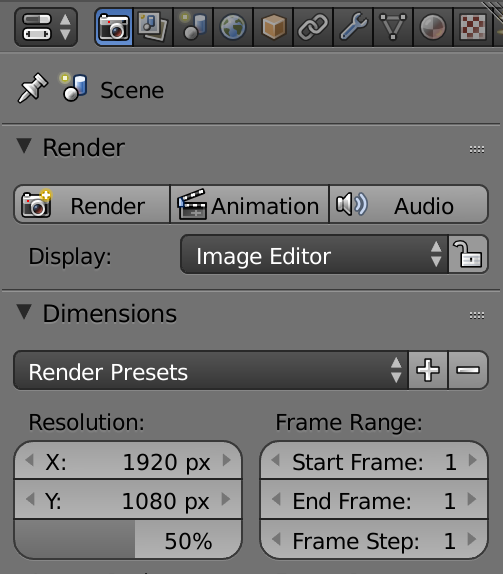 Scene
Render
Render Animation Audio
Display: Image Editor
Dimensions
Render Presets
Resolution: Frame Range:
X: 1920 px Start Frame: 1
Y: 1080 px End Frame: 1
50% Frame Step: 1